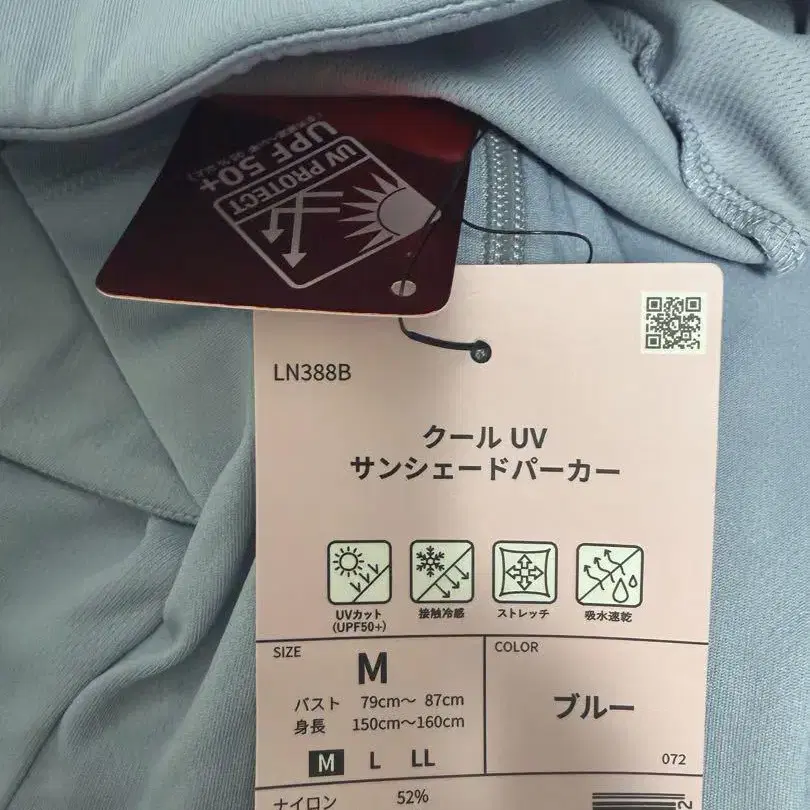 UV PROTECT
UPF 50+
LN388B
クール UV
サンシェードパーカー
UVカット
(UPF50+)
接触冷感
ストレッチ
吸水速乾
SIZE
M
バスト 79cm～ 87cm
身長 150cm～160cm
M L LL
COLOR
ブルー
072
ナイロン 52%
2